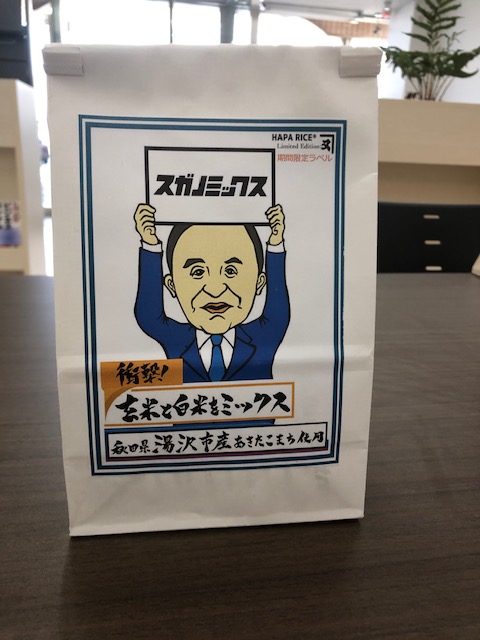 HAPA RICE®
Limited Edition
期間限定ラベル
スガノミックス
衝撃!
玄米と白米をミックス
秋田県湯沢市産あきたこまち使用